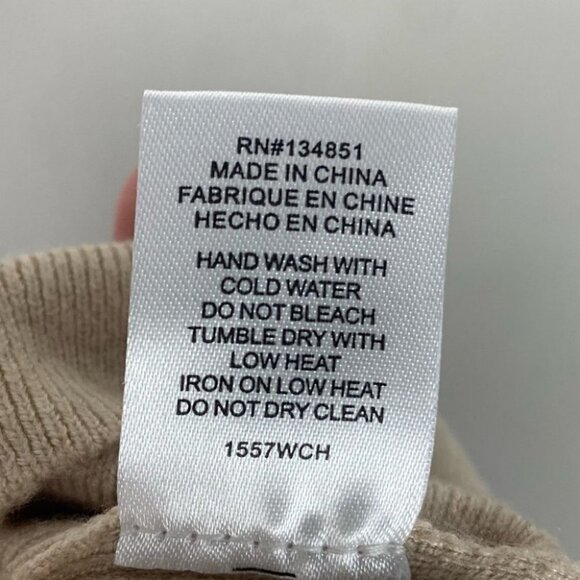 RN#134851
MADE IN CHINA
FABRIQUE EN CHINE
HECHO EN CHINA
HAND WASH WITH
COLD WATER
DO NOT BLEACH
TUMBLE DRY WITH
LOW HEAT
IRON ON LOW HEAT
DO NOT DRY CLEAN
1557WCH